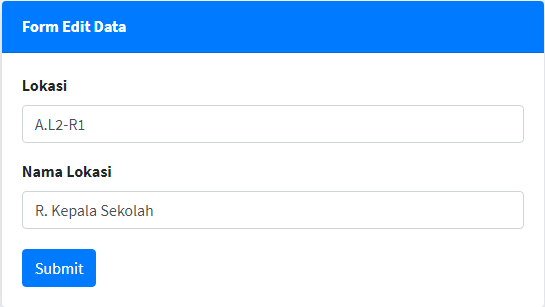 Form Edit Data
Lokasi
A.L2-R1
Nama Lokasi
R. Kepala Sekolah
Submit